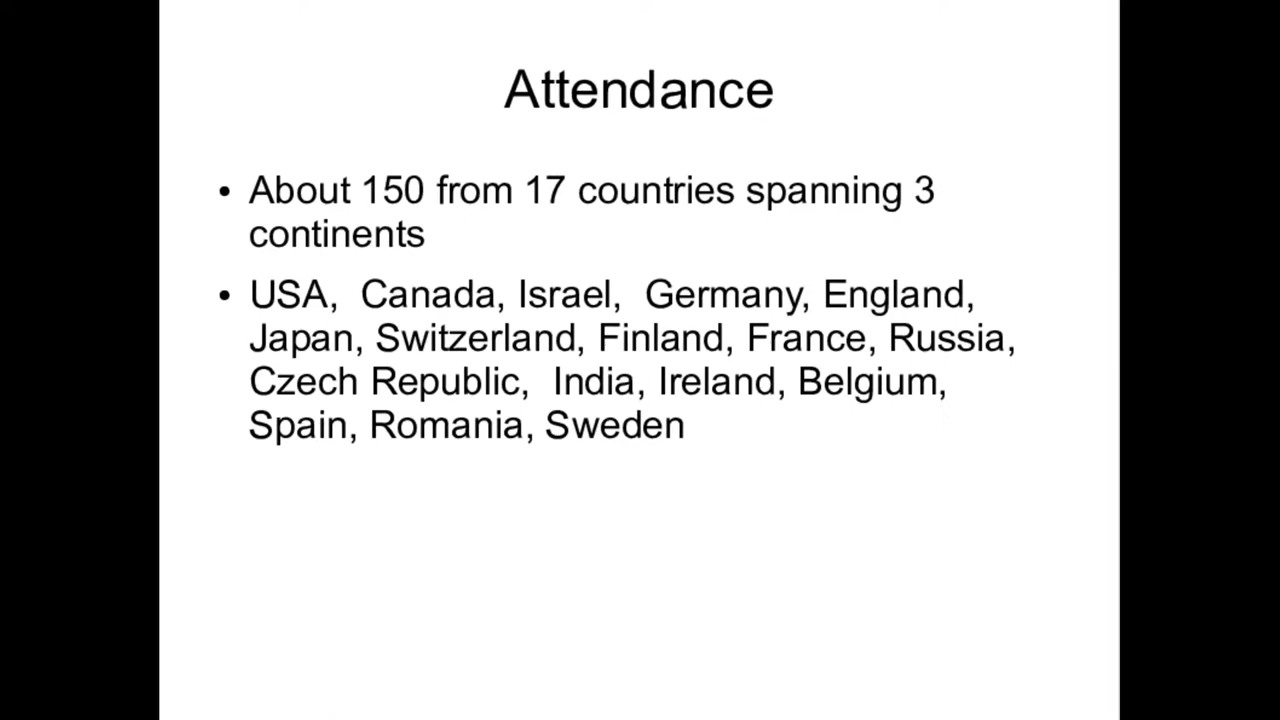 Attendance
• About 150 from 17 countries spanning 3
continents
• USA,  Canada, Israel,  Germany, England,
Japan, Switzerland, Finland, France, Russia,
Czech Republic,  India, Ireland, Belgium,
Spain, Romania, Sweden